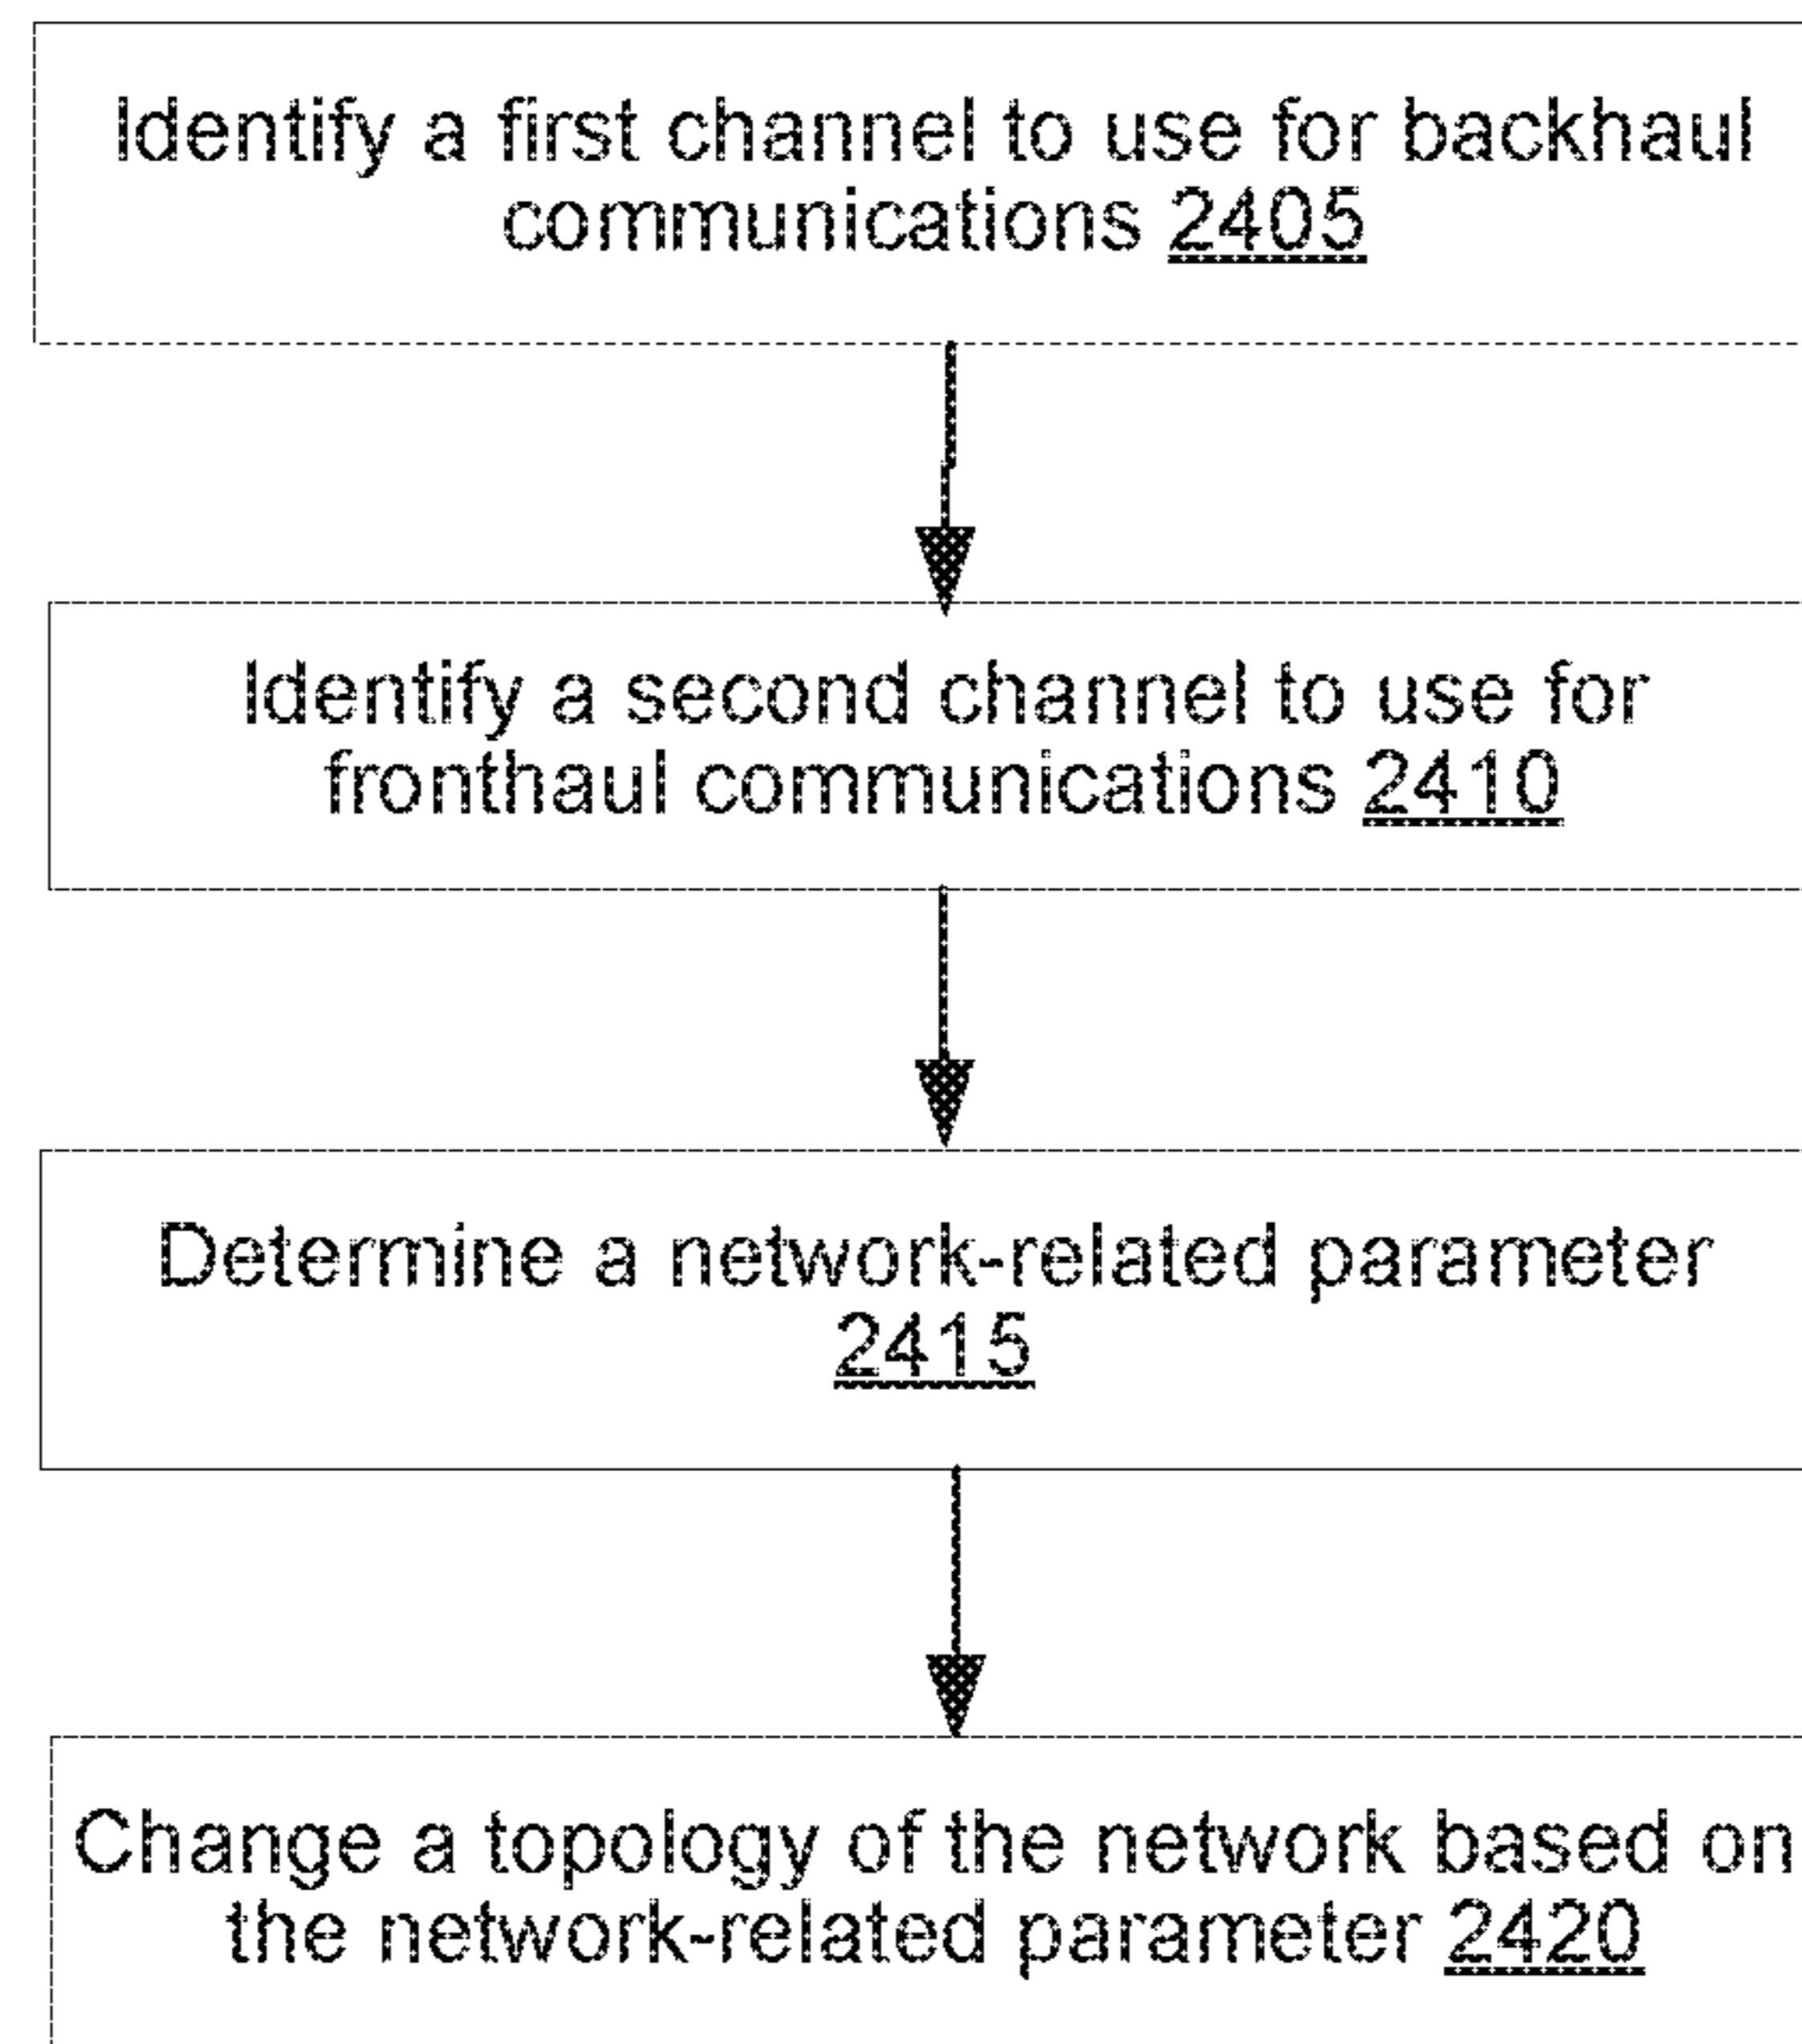 Identify a first channel to use for backhaul
communications 2405
Identify a second channel to use for
fronthaul communications 2410
Determine a network-related parameter
2415
Change a topology of the network based on
the network-related parameter 2420